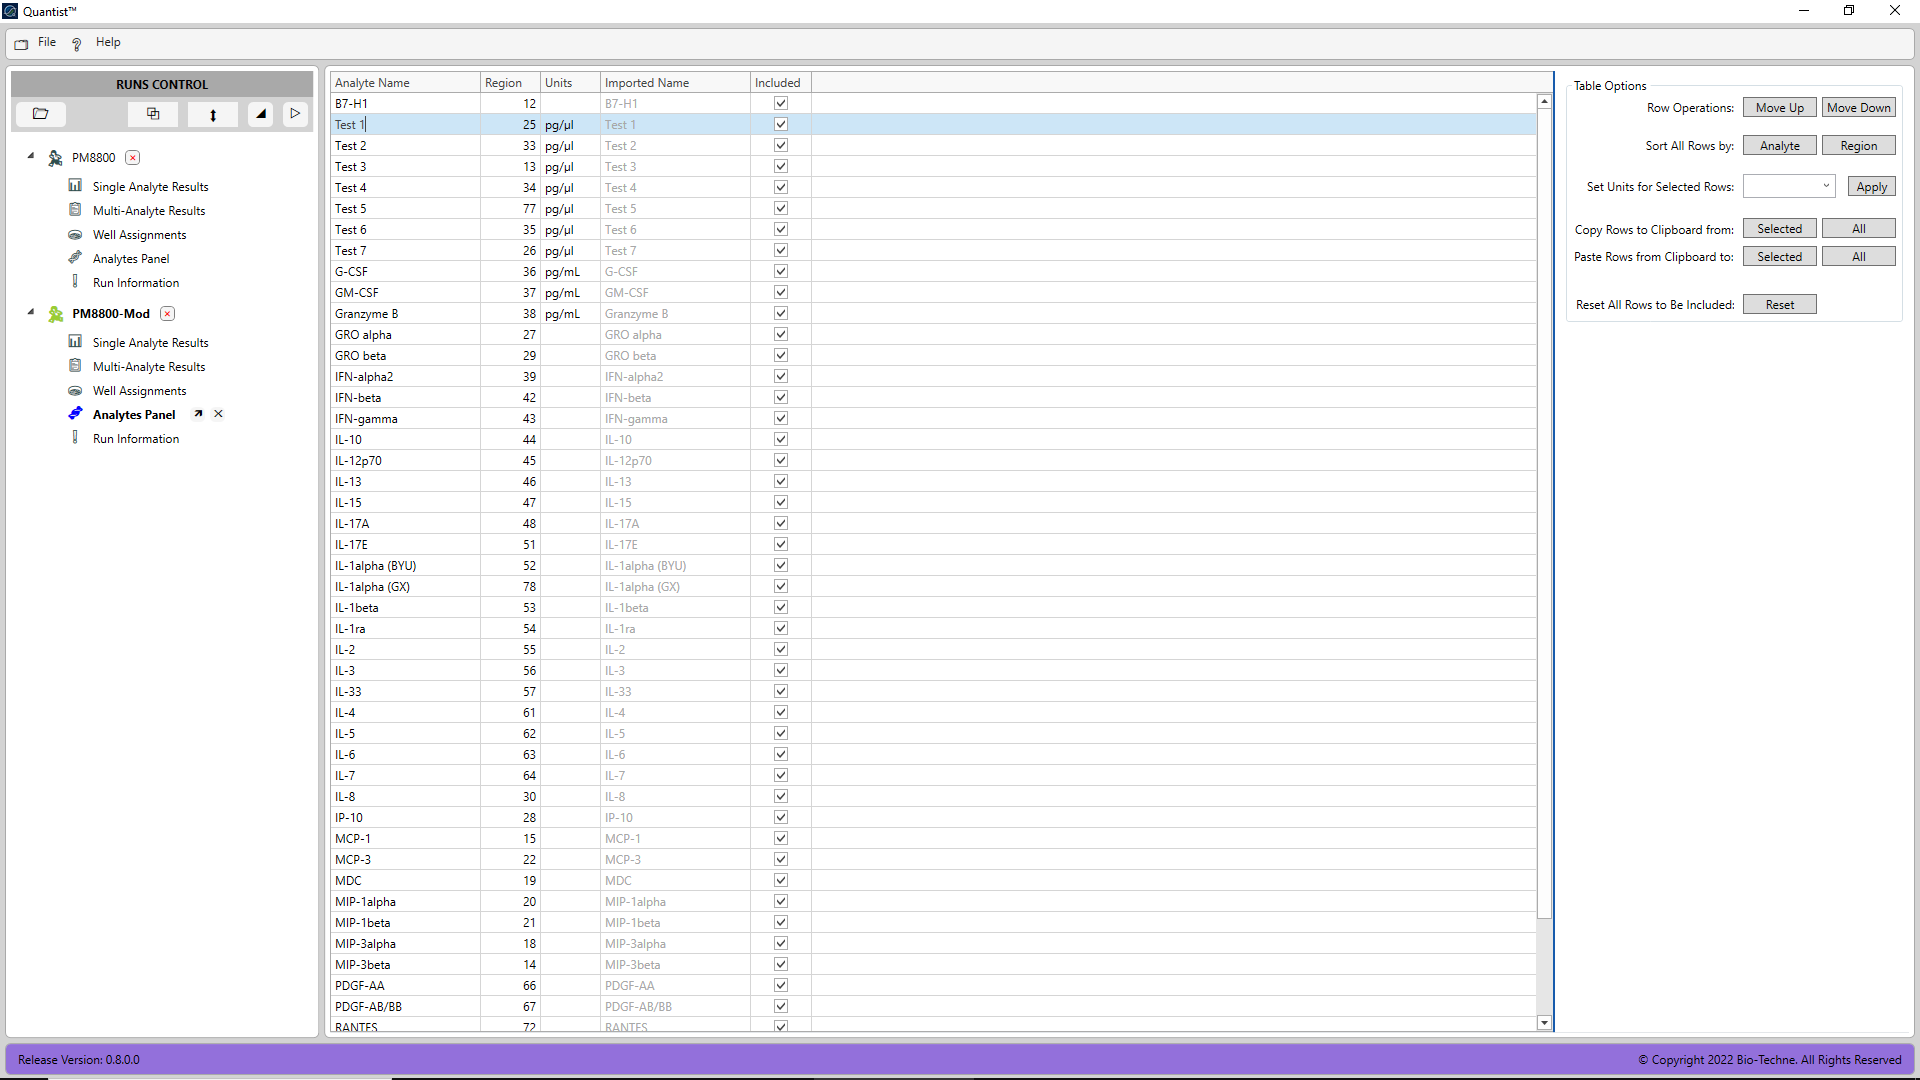 Quantist™
File Help
RUNS CONTROL
PM8800
Single Analyte Results
Multi-Analyte Results
Well Assignments
Analytes Panel
Run Information
PM8800-Mod
Single Analyte Results
Multi-Analyte Results
Well Assignments
Analytes Panel
Run Information
Analyte Name Region Units Imported Name Included
B7-H1 12 B7-H1
Test 1 25 pg/µl Test 1
Test 2 33 pg/µl Test 2
Test 3 13 pg/µl Test 3
Test 4 34 pg/µl Test 4
Test 5 77 pg/µl Test 5
Test 6 35 pg/µl Test 6
Test 7 26 pg/µl Test 7
G-CSF 36 pg/mL G-CSF
GM-CSF 37 pg/mL GM-CSF
Granzyme B 38 pg/mL Granzyme B
GRO alpha 27 GRO alpha
GRO beta 29 GRO beta
IFN-alpha2 39 IFN-alpha2
IFN-beta 42 IFN-beta
IFN-gamma 43 IFN-gamma
IL-10 44 IL-10
IL-12p70 45 IL-12p70
IL-13 46 IL-13
IL-15 47 IL-15
IL-17A 48 IL-17A
IL-17E 51 IL-17E
IL-1alpha (BYU) 52 IL-1alpha (BYU)
IL-1alpha (GX) 78 IL-1alpha (GX)
IL-1beta 53 IL-1beta
IL-1ra 54 IL-1ra
IL-2 55 IL-2
IL-3 56 IL-3
IL-33 57 IL-33
IL-4 61 IL-4
IL-5 62 IL-5
IL-6 63 IL-6
IL-7 64 IL-7
IL-8 30 IL-8
IP-10 28 IP-10
MCP-1 15 MCP-1
MCP-3 22 MCP-3
MDC 19 MDC
MIP-1alpha 20 MIP-1alpha
MIP-1beta 21 MIP-1beta
MIP-3alpha 18 MIP-3alpha
MIP-3beta 14 MIP-3beta
PDGF-AA 66 PDGF-AA
PDGF-AB/BB 67 PDGF-AB/BB
RANTES 72 RANTES
Table Options
Row Operations: Move Up Move Down
Sort All Rows by: Analyte Region
Set Units for Selected Rows: Apply
Copy Rows to Clipboard from: Selected All
Paste Rows from Clipboard to: Selected All
Reset All Rows to Be Included: Reset
Release Version: 0.8.0.0
© Copyright 2022 Bio-Techne. All Rights Reserved